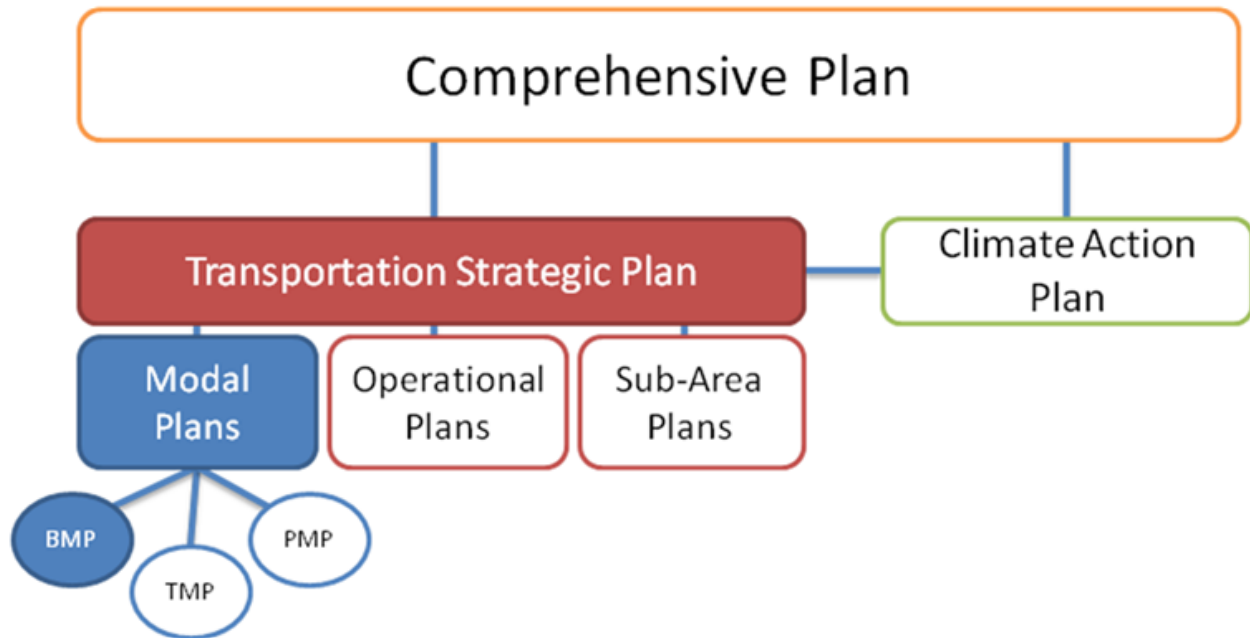 Comprehensive Plan
Transportation Strategic Plan
Climate Action
Plan
Modal
Plans
Operational
Plans
Sub-Area
Plans
BMP
TMP
PMP